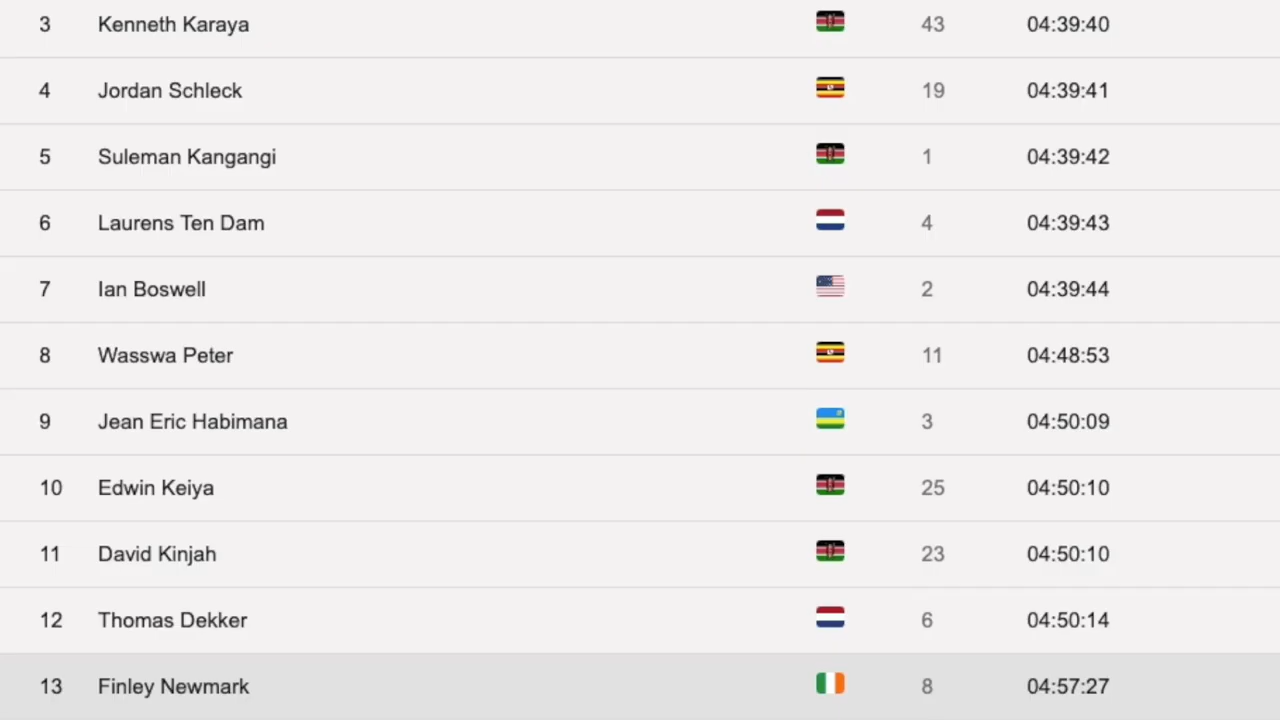 3 Kenneth Karaya 43 04:39:40
4 Jordan Schleck 19 04:39:41
5 Suleman Kangangi 1 04:39:42
6 Laurens Ten Dam 4 04:39:43
7 Ian Boswell 2 04:39:44
8 Wasswa Peter 11 04:48:53
9 Jean Eric Habimana 3 04:50:09
10 Edwin Keiya 25 04:50:10
11 David Kinjah 23 04:50:10
12 Thomas Dekker 6 04:50:14
13 Finley Newmark 8 04:57:27